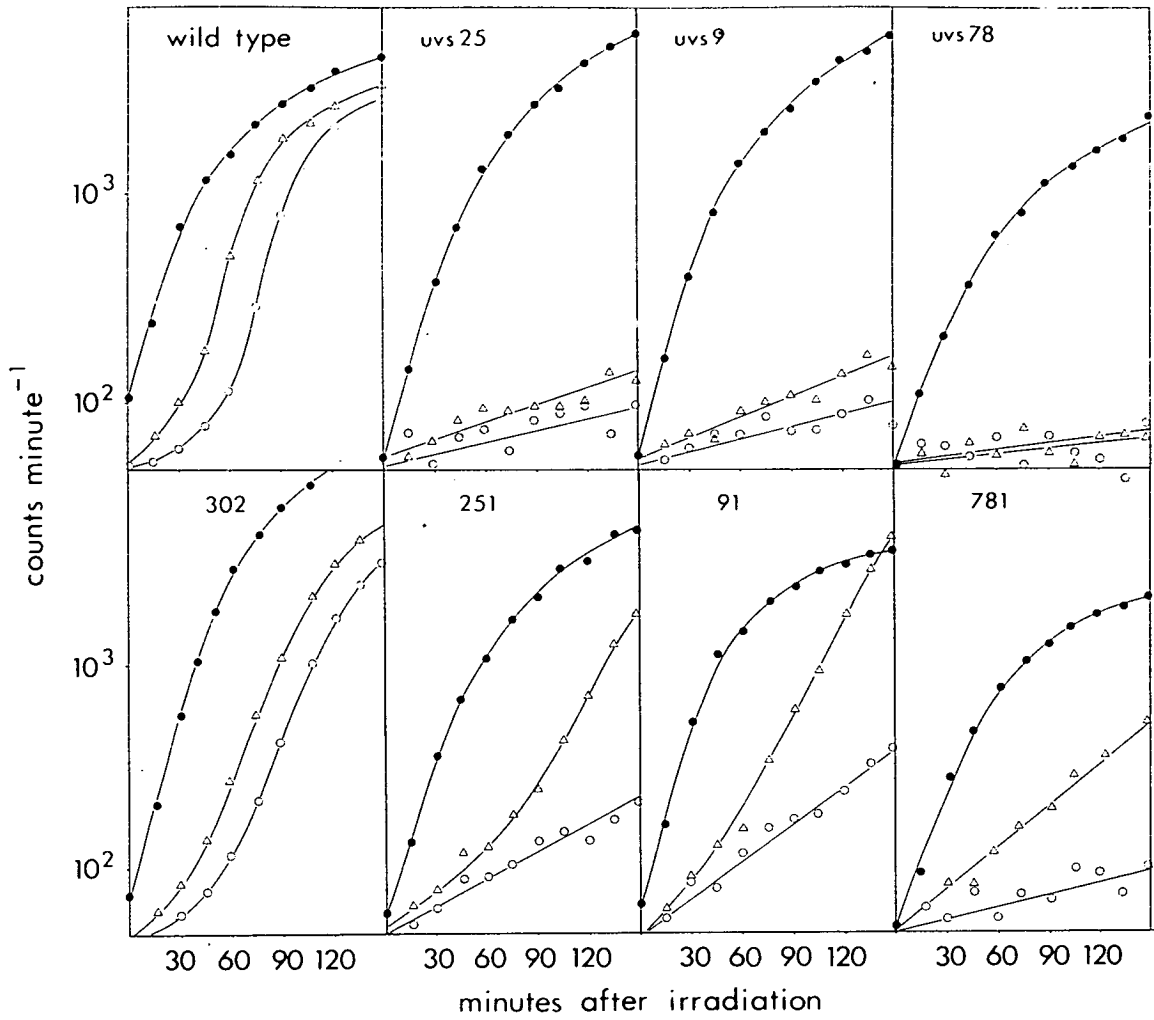 wild type
uvs 25
uvs 9
uvs 78
10³
10²
counts minute⁻¹
302
251
91
781
10³
10²
30 60 90 120
30 60 90 120
30 60 90 120
30 60 90 120
minutes after irradiation